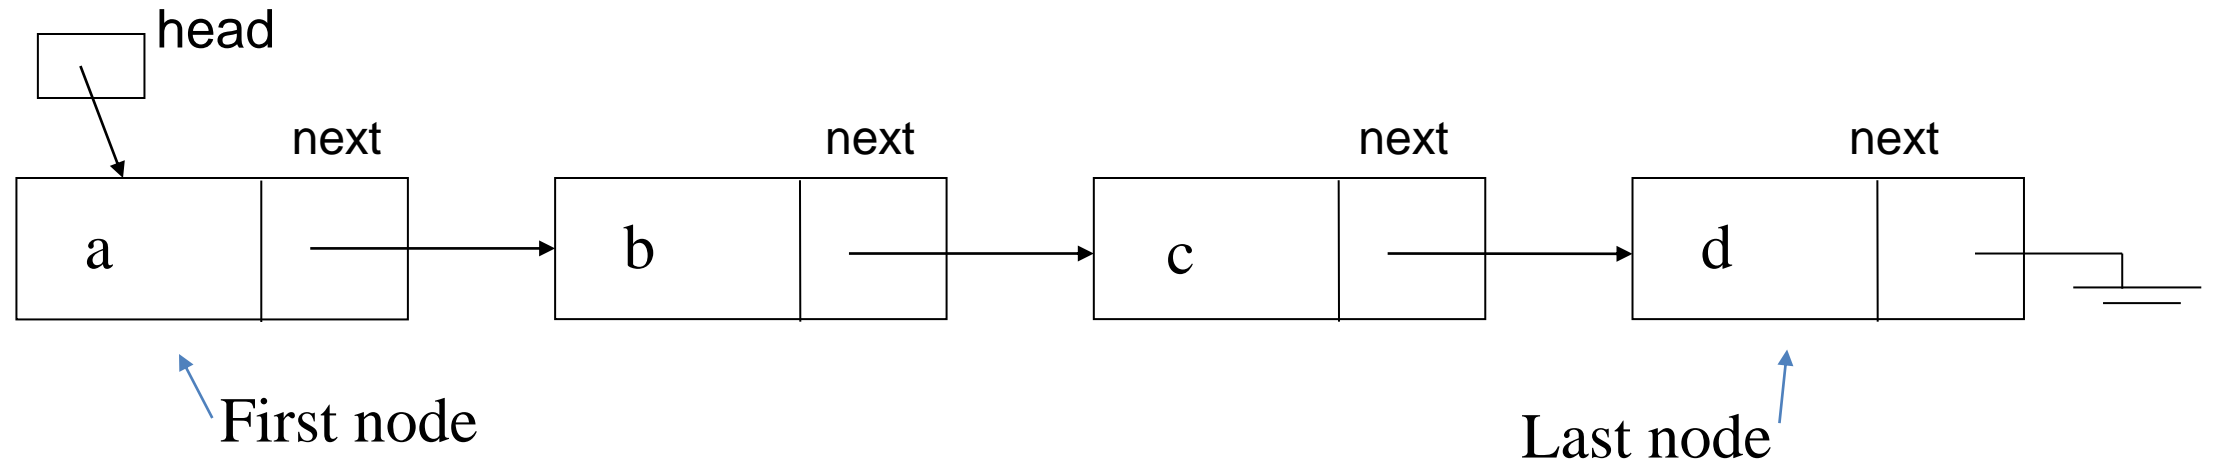 head
next next next next
a b c d
First node
Last node